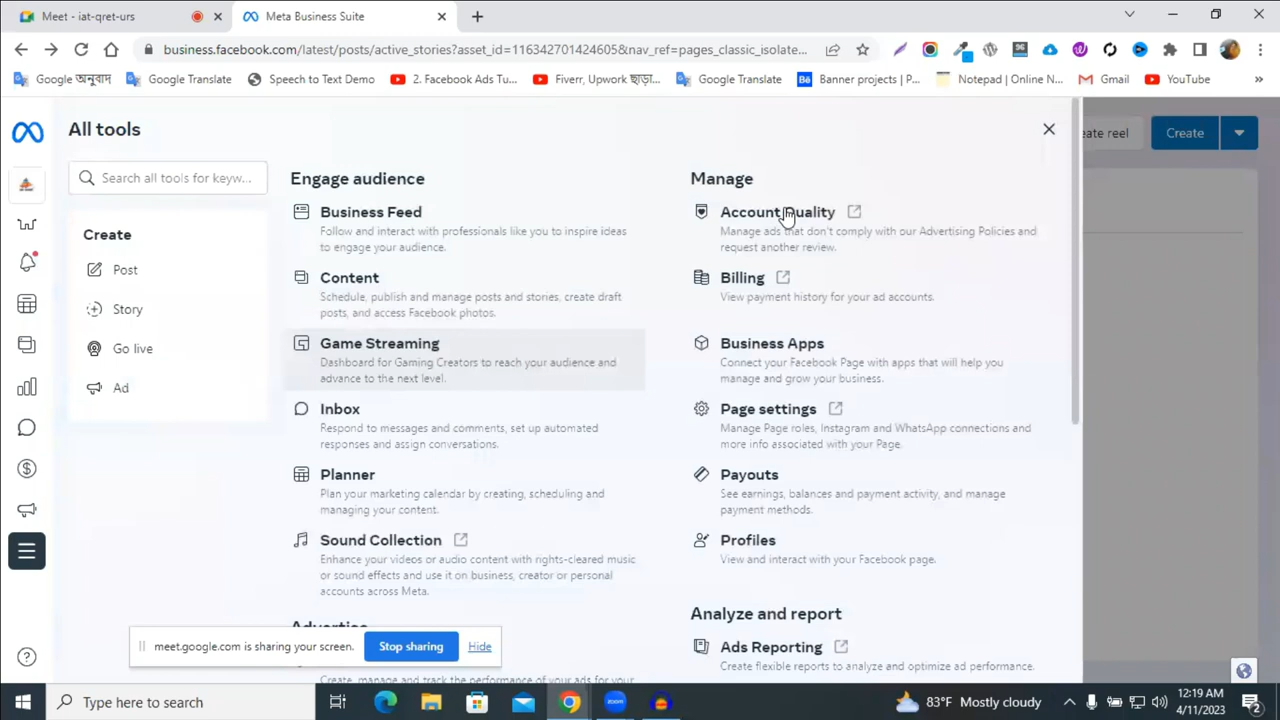 Meet - iat-qret-urs
Meta Business Suite
business.facebook.com/latest/posts/active_stories?asset_id=116342701424605&nav_ref=pages_classic_isolate...
Google অনুবাদ
Google Translate
Speech to Text Demo
2. Facebook Ads Tu...
Fiverr, Upwork ছাড়া...
Google Translate
Banner projects | P...
Notepad | Online N...
Gmail
YouTube
All tools
Search all tools for keyw...
Create
Post
Story
Go live
Ad
Engage audience
Business Feed
Follow and interact with professionals like you to inspire ideas
to engage your audience.
Content
Schedule, publish and manage posts and stories, create draft
posts, and access Facebook photos.
Game Streaming
Dashboard for Gaming Creators to reach your audience and
advance to the next level.
Inbox
Respond to messages and comments, set up automated
responses and assign conversations.
Planner
Plan your marketing calendar by creating, scheduling and
managing your content.
Sound Collection
Enhance your videos or audio content with rights-cleared music
or sound effects and use it on business, creator or personal
accounts across Meta.
Advertise
Create, manage and track the performance of your ads for your
Manage
Account Quality
Manage ads that don't comply with our Advertising Policies and
request another review.
Billing
View payment history for your ad accounts.
Business Apps
Connect your Facebook Page with apps that will help you
manage and grow your business.
Page settings
Manage Page roles, Instagram and WhatsApp connections and
more info associated with your Page.
Payouts
See earnings, balances and payment activity, and manage
payment methods.
Profiles
View and interact with your Facebook page.
Analyze and report
Ads Reporting
Create flexible reports to analyze and optimize ad performance.
eate reel
Create
meet.google.com is sharing your screen.
Stop sharing
Hide
Type here to search
zoom
83°F Mostly cloudy
12:19 AM
4/11/2023
2